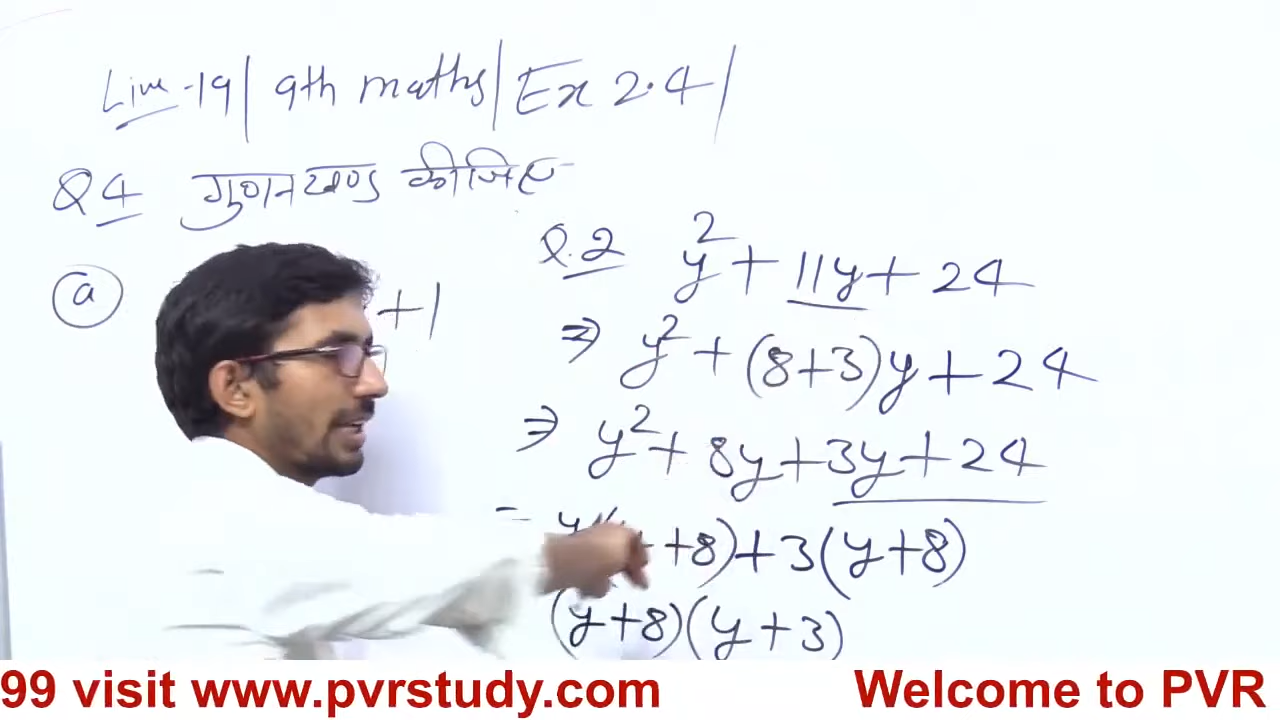 Live-19 | 9th maths | Ex 2.4 |
Q4 गुणनखण्ड कीजिए
ⓐ +1
Q.2 y² + 11y + 24
⇒ y² + (8+3)y + 24
⇒ y² + 8y + 3y + 24
= y( +8) + 3(y+8)
(y+8)(y+3)
99 visit www.pvrstudy.com Welcome to PVR